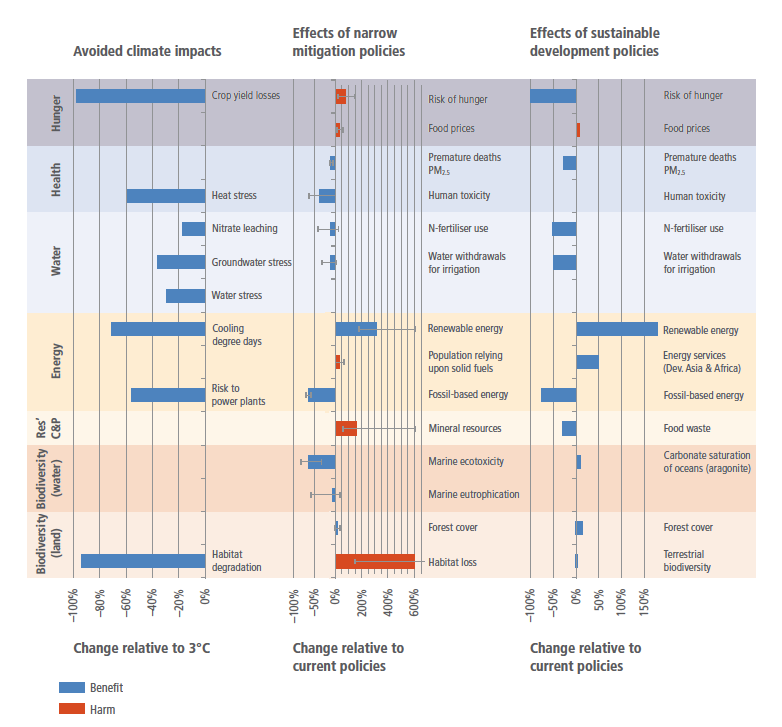 Avoided climate impacts
Effects of narrow
mitigation policies
Effects of sustainable
development policies
Hunger
Crop yield losses
Risk of hunger
Risk of hunger
Food prices
Food prices
Health
Premature deaths
PM2.5
Premature deaths
PM2.5
Heat stress
Human toxicity
Human toxicity
Water
Nitrate leaching
N-fertiliser use
N-fertiliser use
Groundwater stress
Water withdrawals
for irrigation
Water withdrawals
for irrigation
Water stress
Energy
Cooling
degree days
Renewable energy
Renewable energy
Population relying
upon solid fuels
Energy services
(Dev. Asia & Africa)
Risk to
power plants
Fossil-based energy
Fossil-based energy
Res'
C&P
Mineral resources
Food waste
Biodiversity
(water)
Marine ecotoxicity
Carbonate saturation
of oceans (aragonite)
Marine eutrophication
Biodiversity
(land)
Forest cover
Forest cover
Habitat
degradation
Habitat loss
Terrestrial
biodiversity
−100% −80% −60% −40% −20% 0%
−100% −50% 0% 200% 400% 600%
−100% −50% 0% 50% 100% 150%
Change relative to 3°C
Change relative to
current policies
Change relative to
current policies
Benefit
Harm